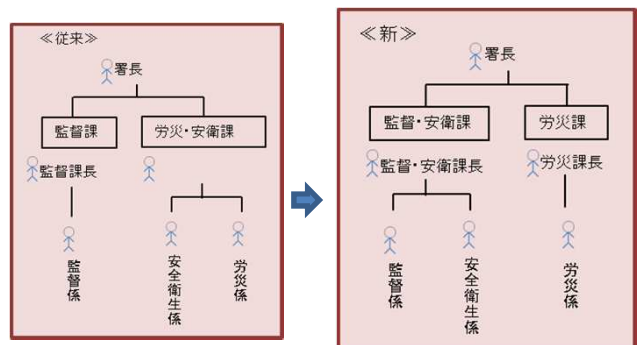 ≪従来≫
署長
監督課
労災・安衛課
監督課長
監督係
安全衛生係
労災係
≪新≫
署長
監督・安衛課
労災課
監督・安衛課長
労災課長
監督係
安全衛生係
労災係